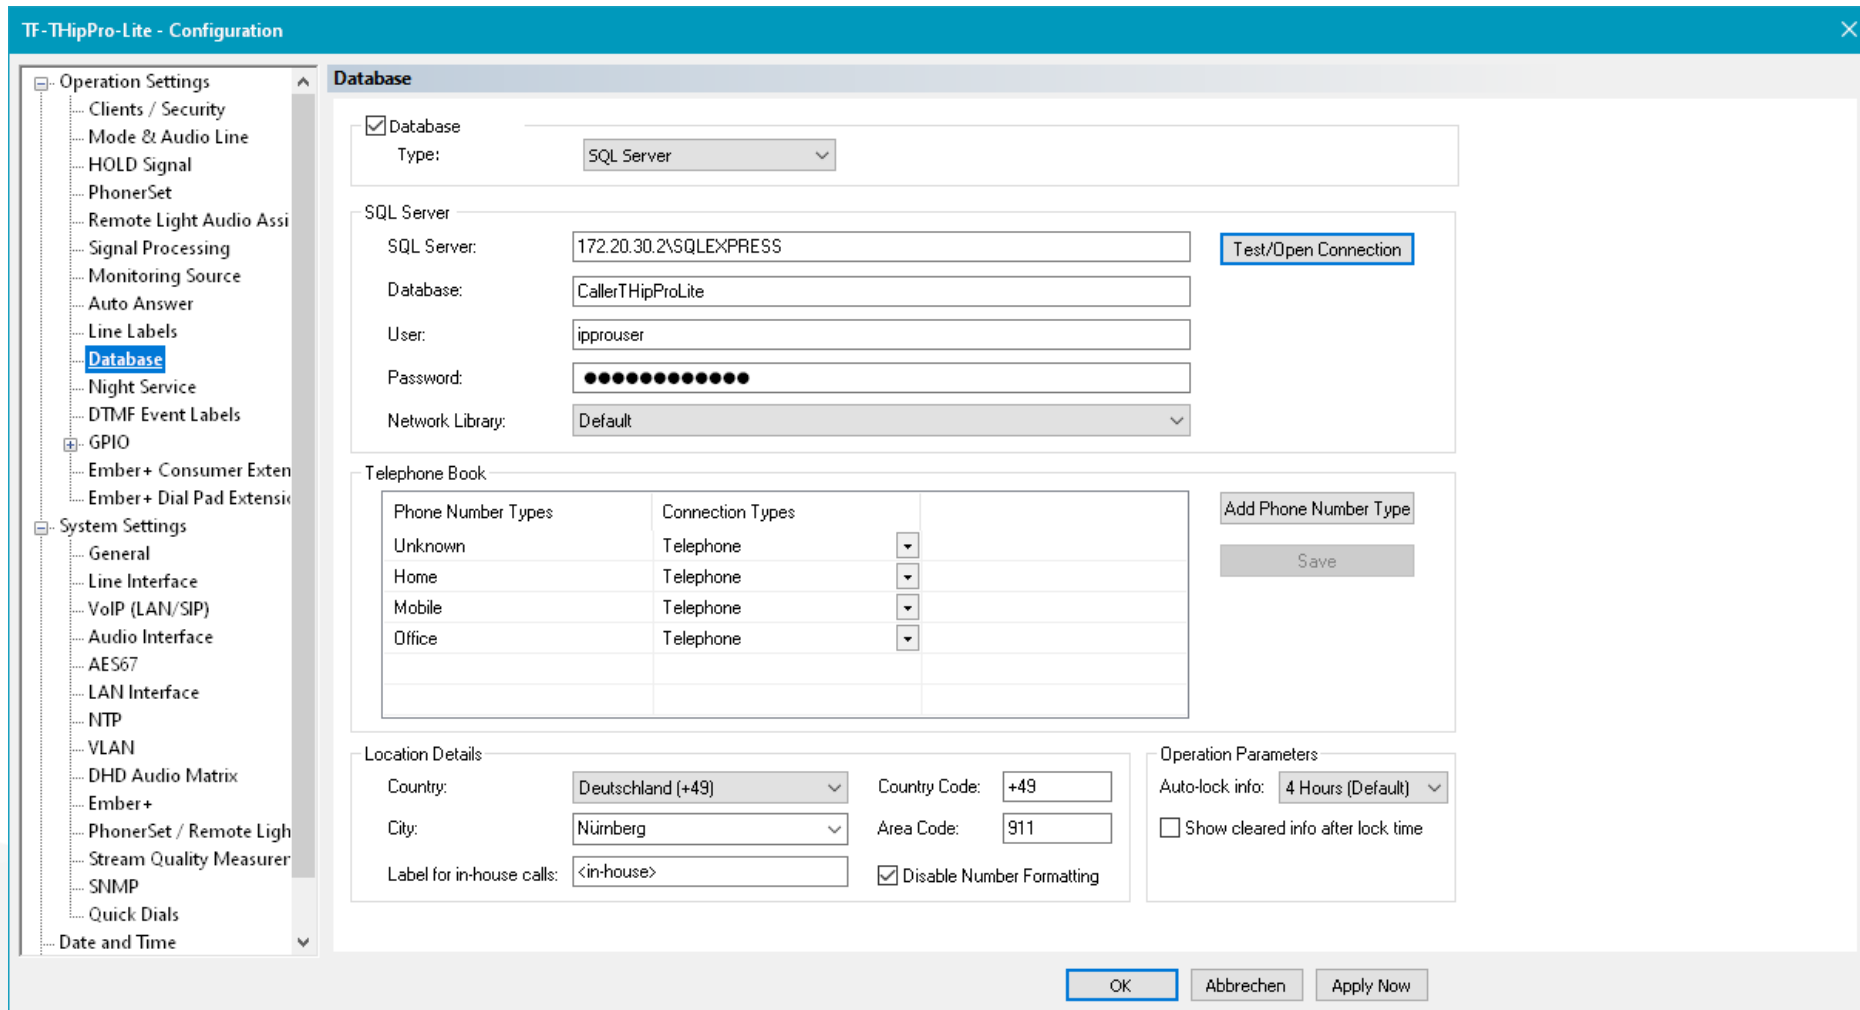 TF-THipPro-Lite - Configuration
Operation Settings
Clients / Security
Mode & Audio Line
HOLD Signal
PhonerSet
Remote Light Audio Assi
Signal Processing
Monitoring Source
Auto Answer
Line Labels
Database
Night Service
DTMF Event Labels
GPIO
Ember+ Consumer Exten
Ember+ Dial Pad Extensio
System Settings
General
Line Interface
VoIP (LAN/SIP)
Audio Interface
AES67
LAN Interface
NTP
VLAN
DHD Audio Matrix
Ember+
PhonerSet / Remote Ligh
Stream Quality Measurer
SNMP
Quick Dials
Date and Time
Database
Database
Type: SQL Server
SQL Server
SQL Server: 172.20.30.2\SQLEXPRESS Test/Open Connection
Database: CallerTHipProLite
User: ipprouser
Password: ●●●●●●●●●●●●
Network Library: Default
Telephone Book
Phone Number Types Connection Types Add Phone Number Type
Unknown Telephone Save
Home Telephone
Mobile Telephone
Office Telephone
Location Details
Country: Deutschland (+49) Country Code: +49
City: Nürnberg Area Code: 911
Label for in-house calls: <in-house> Disable Number Formatting
Operation Parameters
Auto-lock info: 4 Hours (Default)
Show cleared info after lock time
OK Abbrechen Apply Now